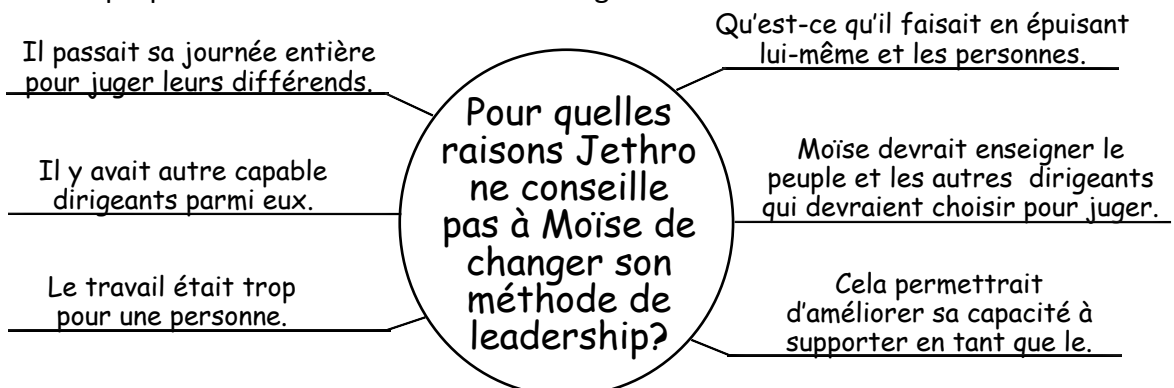 Il passait sa journée entière
pour juger leurs différends.
Il y avait autre capable
dirigeants parmi eux.
Le travail était trop
pour une personne.
Pour quelles
raisons Jethro
ne conseille
pas à Moïse de
changer son
méthode de
leadership?
Qu'est-ce qu'il faisait en épuisant
lui-même et les personnes.
Moïse devrait enseigner le
peuple et les autres dirigeants
qui devraient choisir pour juger.
Cela permettrait
d'améliorer sa capacité à
supporter en tant que le.